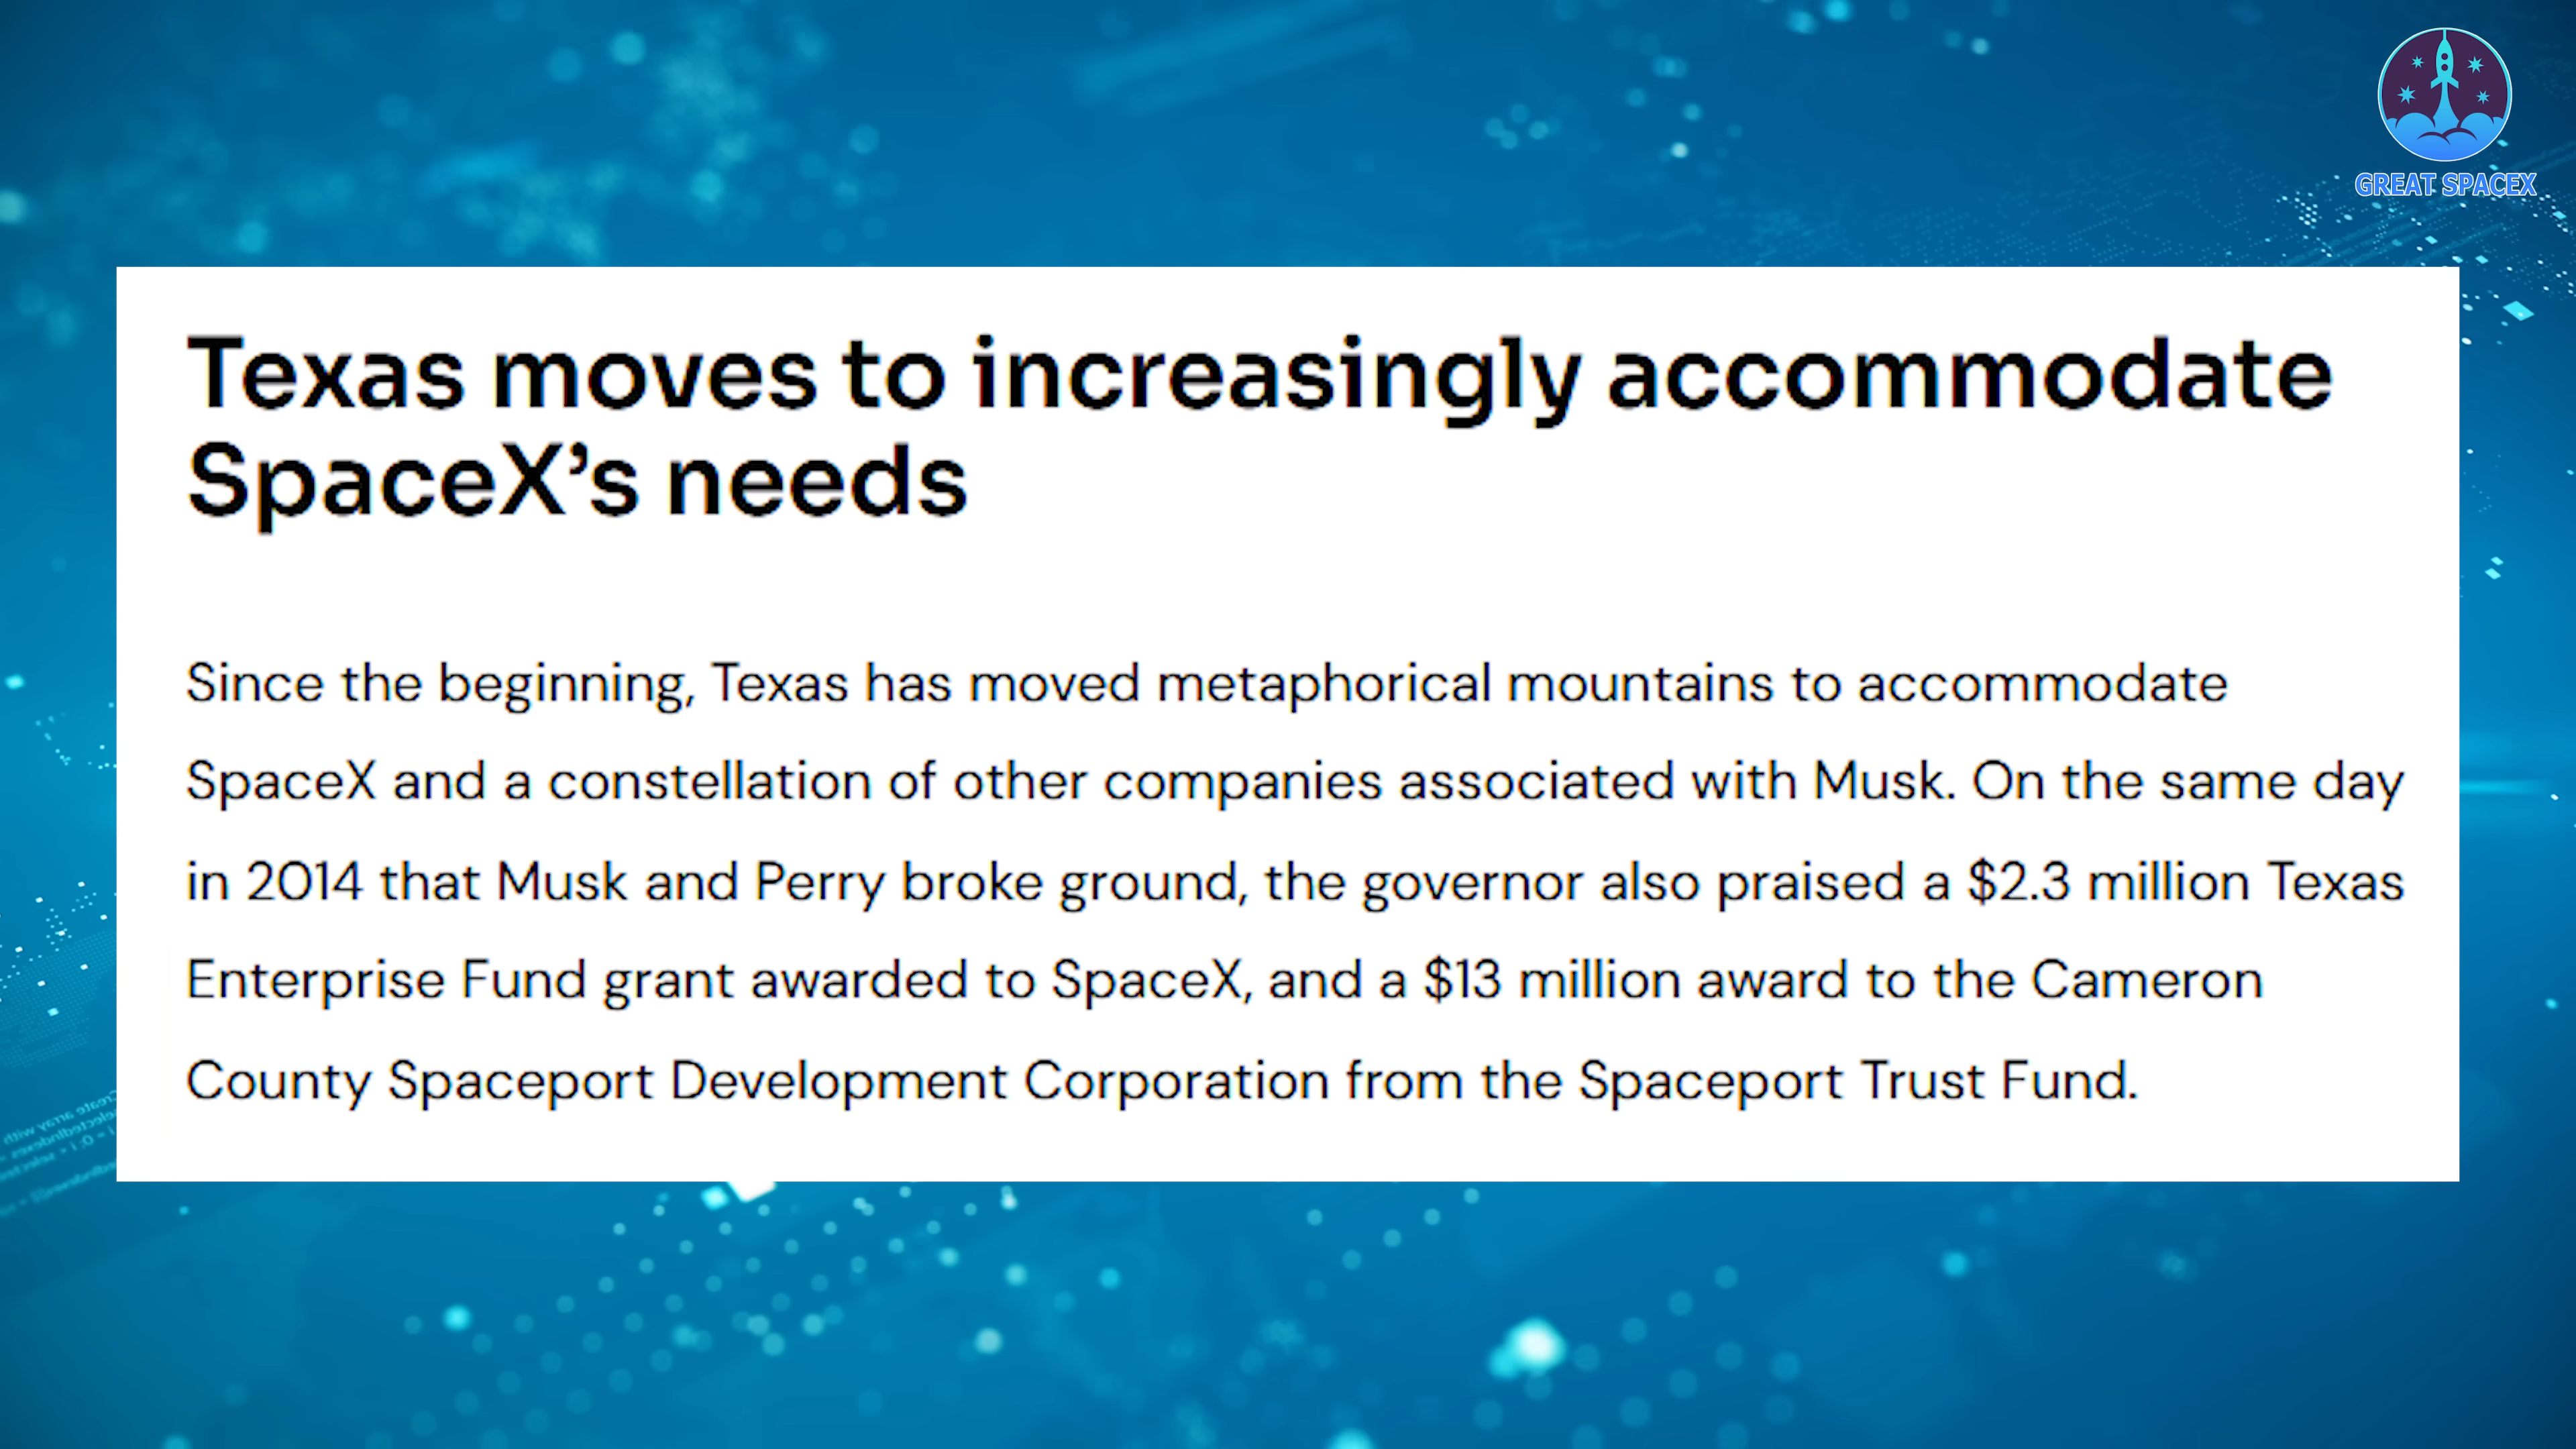 GREAT SPACEX
Texas moves to increasingly accommodate
SpaceX’s needs
Since the beginning, Texas has moved metaphorical mountains to accommodate
SpaceX and a constellation of other companies associated with Musk. On the same day
in 2014 that Musk and Perry broke ground, the governor also praised a $2.3 million Texas
Enterprise Fund grant awarded to SpaceX, and a $13 million award to the Cameron
County Spaceport Development Corporation from the Spaceport Trust Fund.